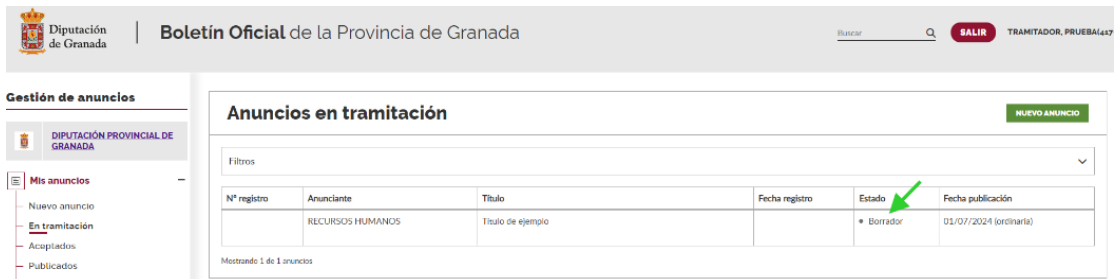 Diputación
de Granada
Boletín Oficial de la Provincia de Granada
Buscar
SALIR
TRAMITADOR, PRUEBA(417
Gestión de anuncios
DIPUTACIÓN PROVINCIAL DE
GRANADA
Mis anuncios
Nuevo anuncio
En tramitación
Aceptados
Publicados
Anuncios en tramitación
NUEVO ANUNCIO
Filtros
Nº registro Anunciante Título Fecha registro Estado Fecha publicación
RECURSOS HUMANOS Título de ejemplo Borrador 01/07/2024 (ordinaria)
Mostrando 1 de 1 anuncios